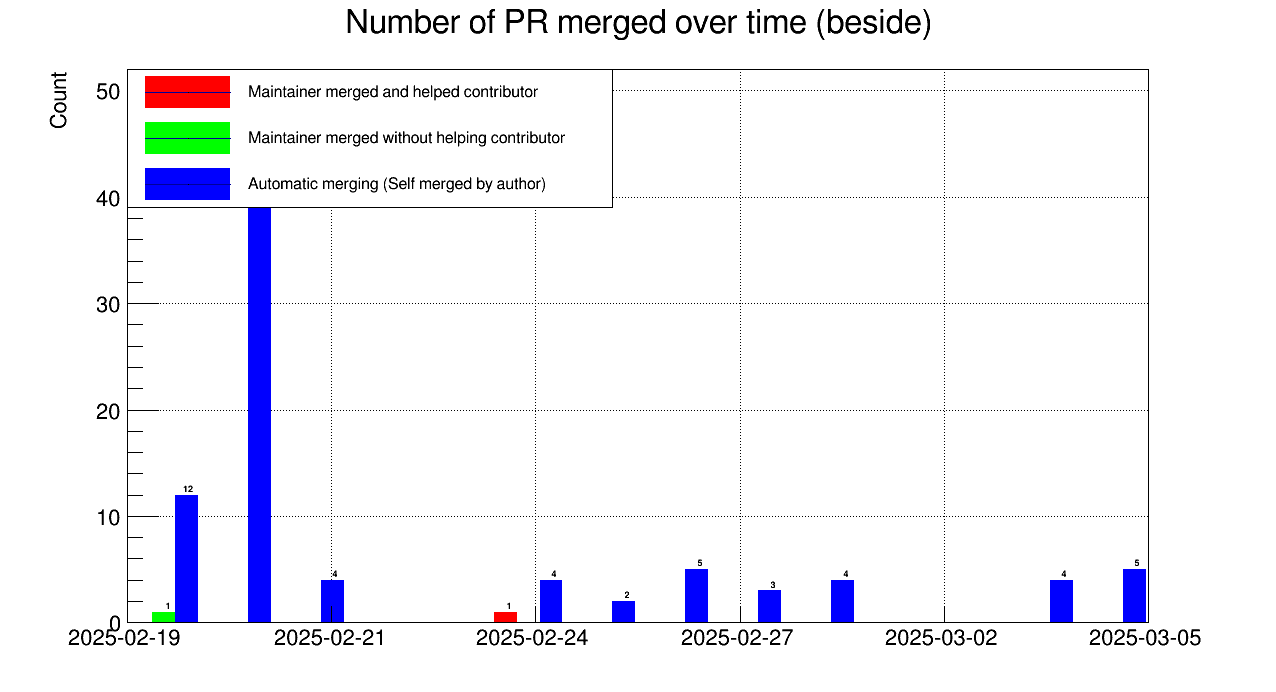 Number of PR merged over time (beside)
Count
50
40
30
20
10
0
Maintainer merged and helped contributor
Maintainer merged without helping contributor
Automatic merging (Self merged by author)
1
12
4
1
4
2
5
3
4
4
5
2025-02-19 2025-02-21 2025-02-24 2025-02-27 2025-03-02 2025-03-05